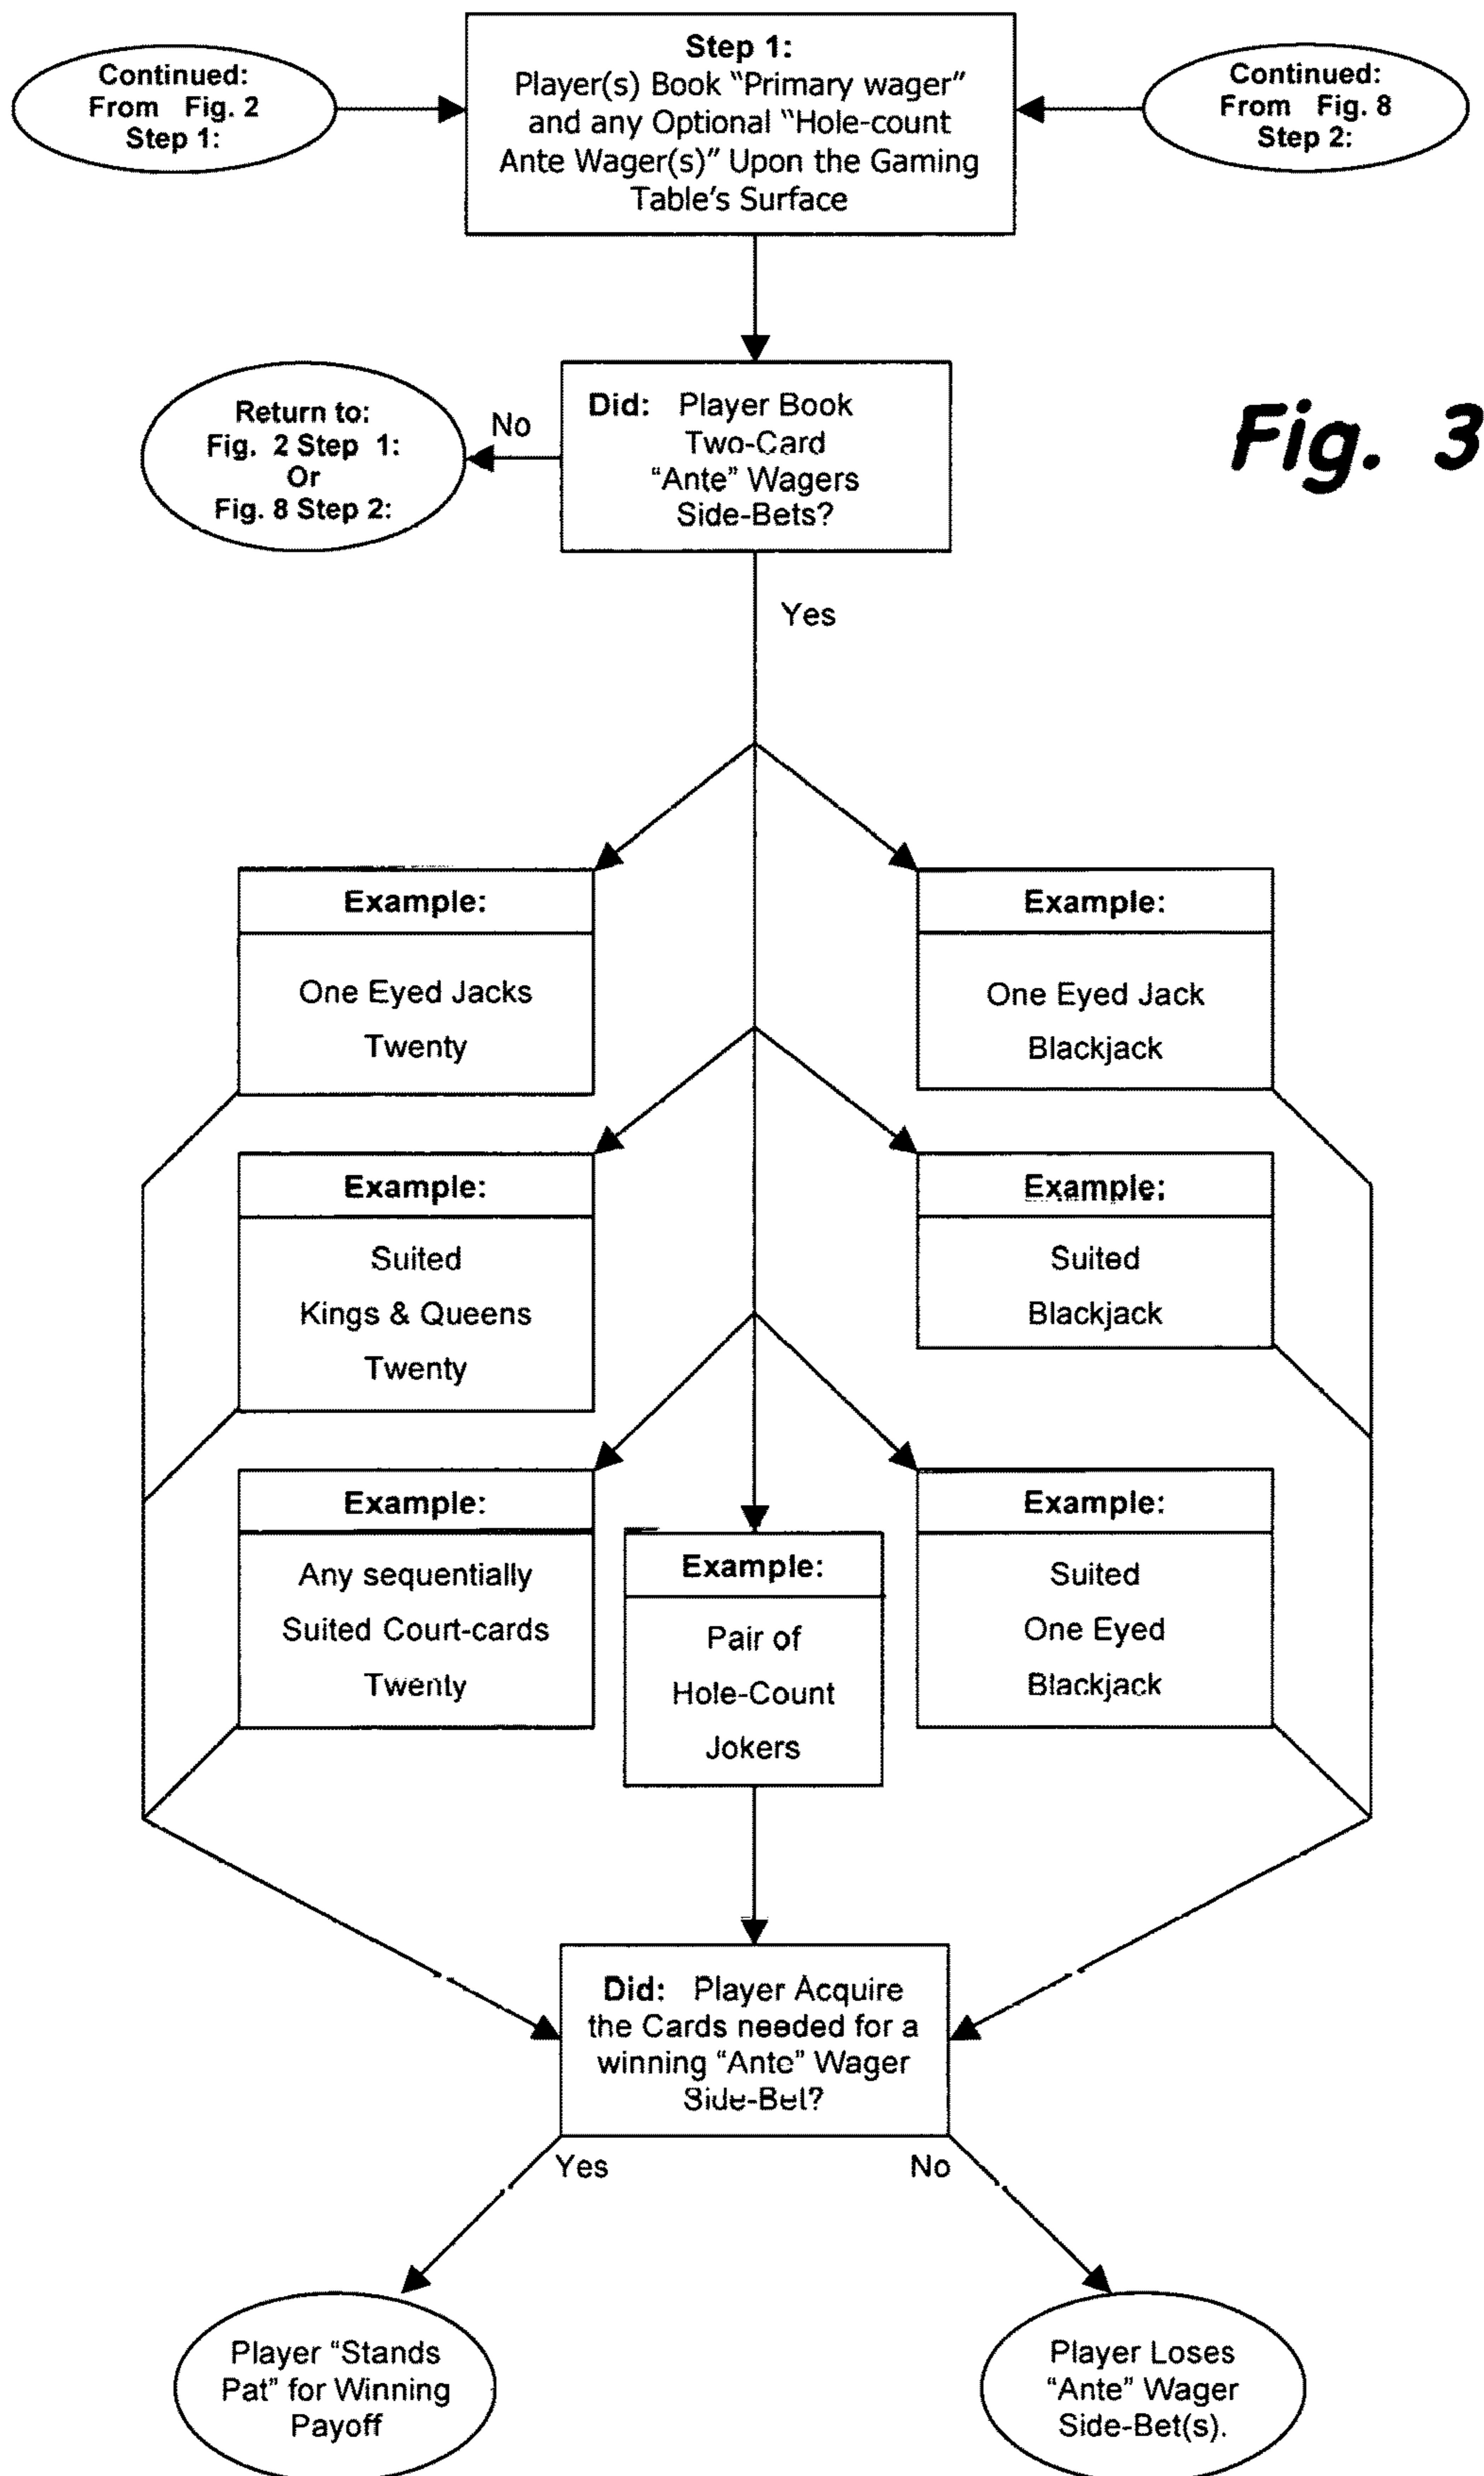 Continued:
From Fig. 2
Step 1:
Step 1:
Player(s) Book “Primary wager”
and any Optional “Hole-count
Ante Wager(s)” Upon the Gaming
Table's Surface
Continued:
From Fig. 8
Step 2:
Return to:
Fig. 2 Step 1:
Or
Fig. 8 Step 2:
No
Did: Player Book
Two-Card
“Ante” Wagers
Side-Bets?
Fig. 3
Yes
Example:
One Eyed Jacks
Twenty
Example:
One Eyed Jack
Blackjack
Example:
Suited
Kings & Queens
Twenty
Example:
Suited
Blackjack
Example:
Any sequentially
Suited Court-cards
Twenty
Example:
Pair of
Hole-Count
Jokers
Example:
Suited
One Eyed
Blackjack
Did: Player Acquire
the Cards needed for a
winning “Ante” Wager
Side-Bet?
Yes
No
Player “Stands
Pat” for Winning
Payoff
Player Loses
“Ante” Wager
Side-Bet(s).